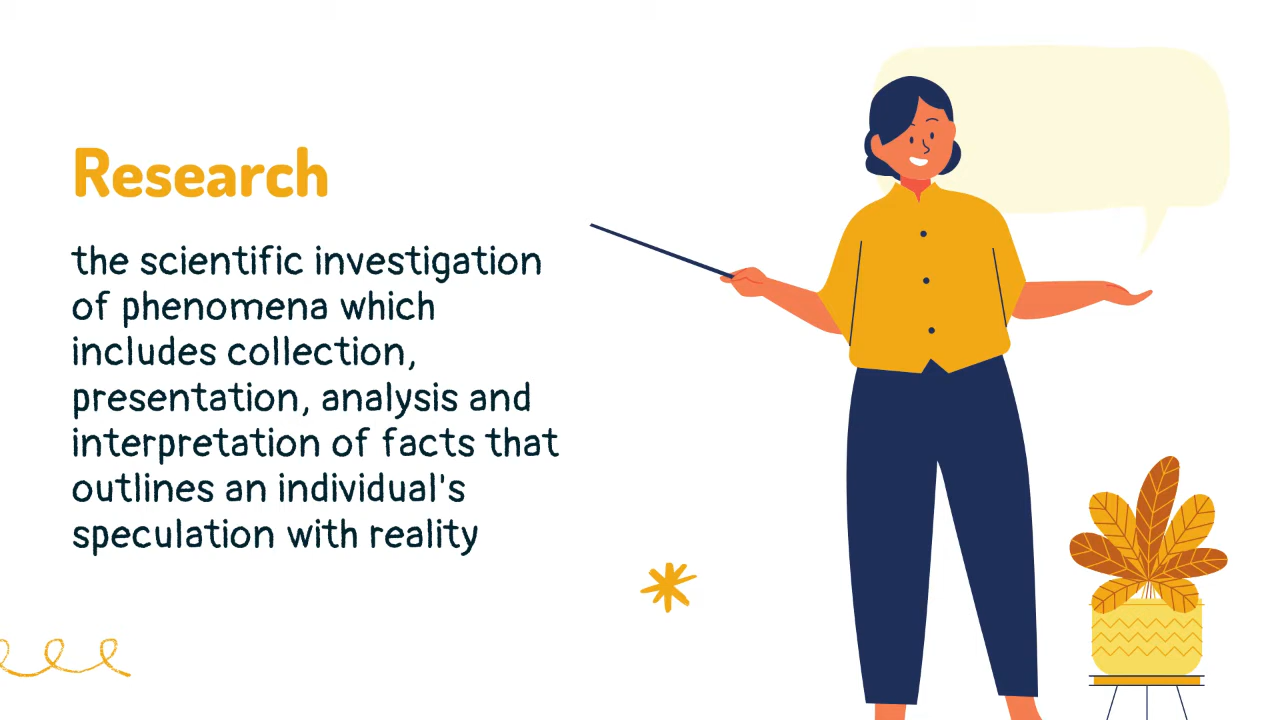 Research
the scientific investigation
of phenomena which
includes collection,
presentation, analysis and
interpretation of facts that
outlines an individual's
speculation with reality